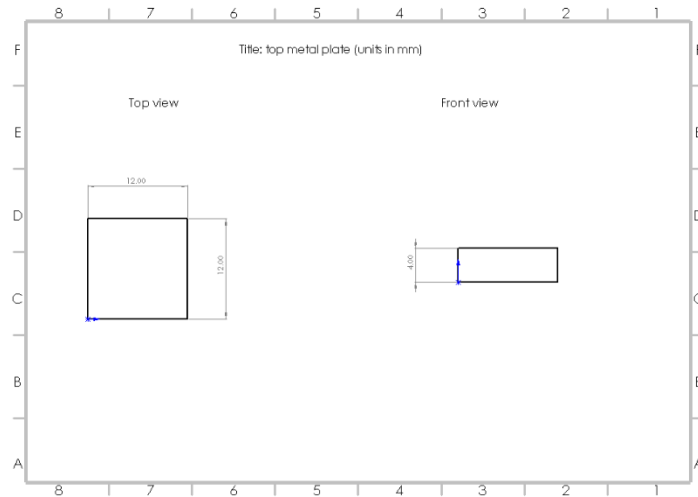 8 7 6 5 4 3 2 1
F
Title: top metal plate (units in mm)
Top view
Front view
E E
12.00
D D
12.00
4.00
C
B
A
8 7 6 5 4 3 2 1